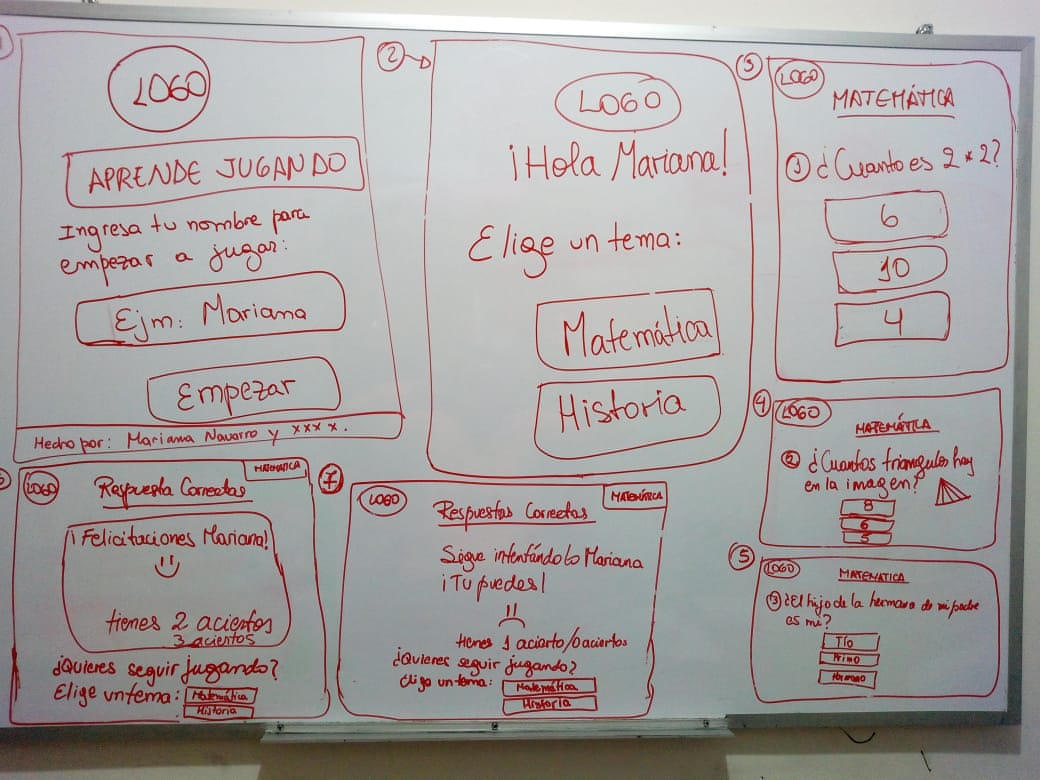 1
LOGO
APRENDE JUGANDO
Ingresa tu nombre para
empezar a jugar:
Ejm: Mariana
Empezar
Hecho por: Mariana Navarro y xxxx.
2
LOGO
¡Hola Mariana!
Elige un tema:
Matemática
Historia
3
LOGO
MATEMÁTICA
1 ¿Cuanto es 2 x 2?
6
10
4
4
LOGO
MATEMÁTICA
2 ¿Cuantos triangulos hay
en la imagen?
8
6
5
5
LOGO
MATEMATICA
3 ¿El hijo de la hermana de mi padre
es mi?
Tío
Primo
Hermano
LOGO
MATEMATICA
Respuesta Correctas
¡Felicitaciones Mariana!
tienes 2 aciertos
3 aciertos
¿Quieres seguir jugando?
Elige un tema: Matemática
Historia
7
LOGO
MATEMÁTICA
Respuestas Correctas
Sigue intentándolo Mariana
¡Tu puedes!
tienes 1 acierto/0 aciertos
¿Quieres seguir jugando?
Elige un tema: Matemática
Historia